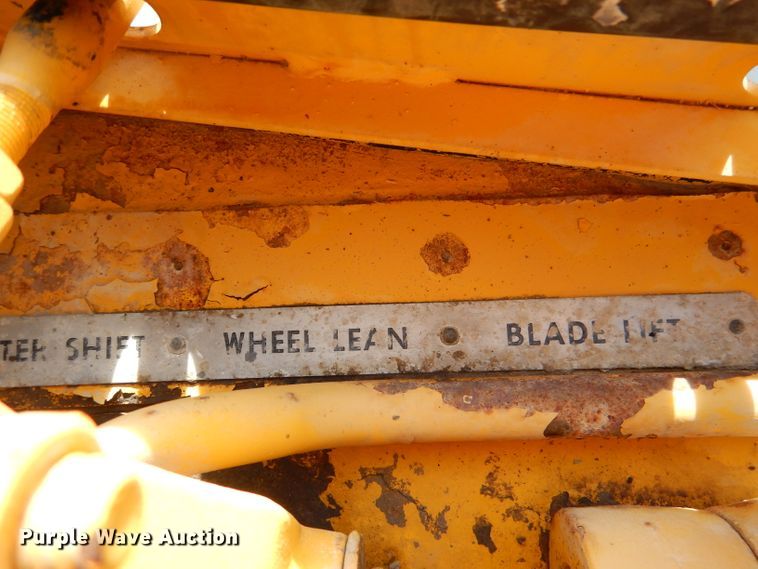 TER SHIFT WHEEL LEAN BLADE LIFT
Purple Wave Auction